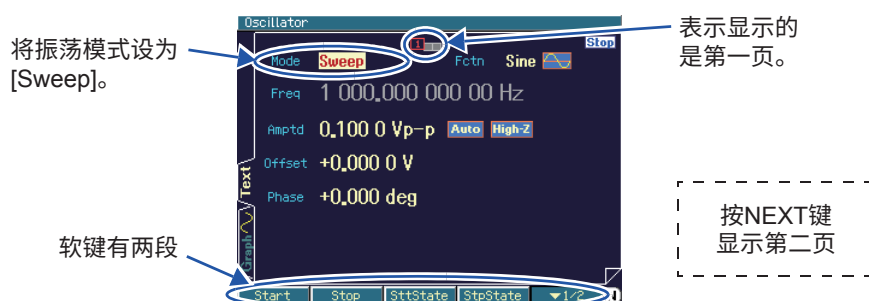 将振荡模式设为
[Sweep]。
表示显示的
是第一页。
Oscillator
1
Stop
Mode Sweep Fctn Sine
Freq 1 000.000 000 00 Hz
Amptd 0.100 0 Vp-p Auto High-Z
Offset +0.000 0 V
Phase +0.000 deg
Text
Graph
软键有两段
按NEXT键
显示第二页
Start Stop SttState StpState ▼1/2